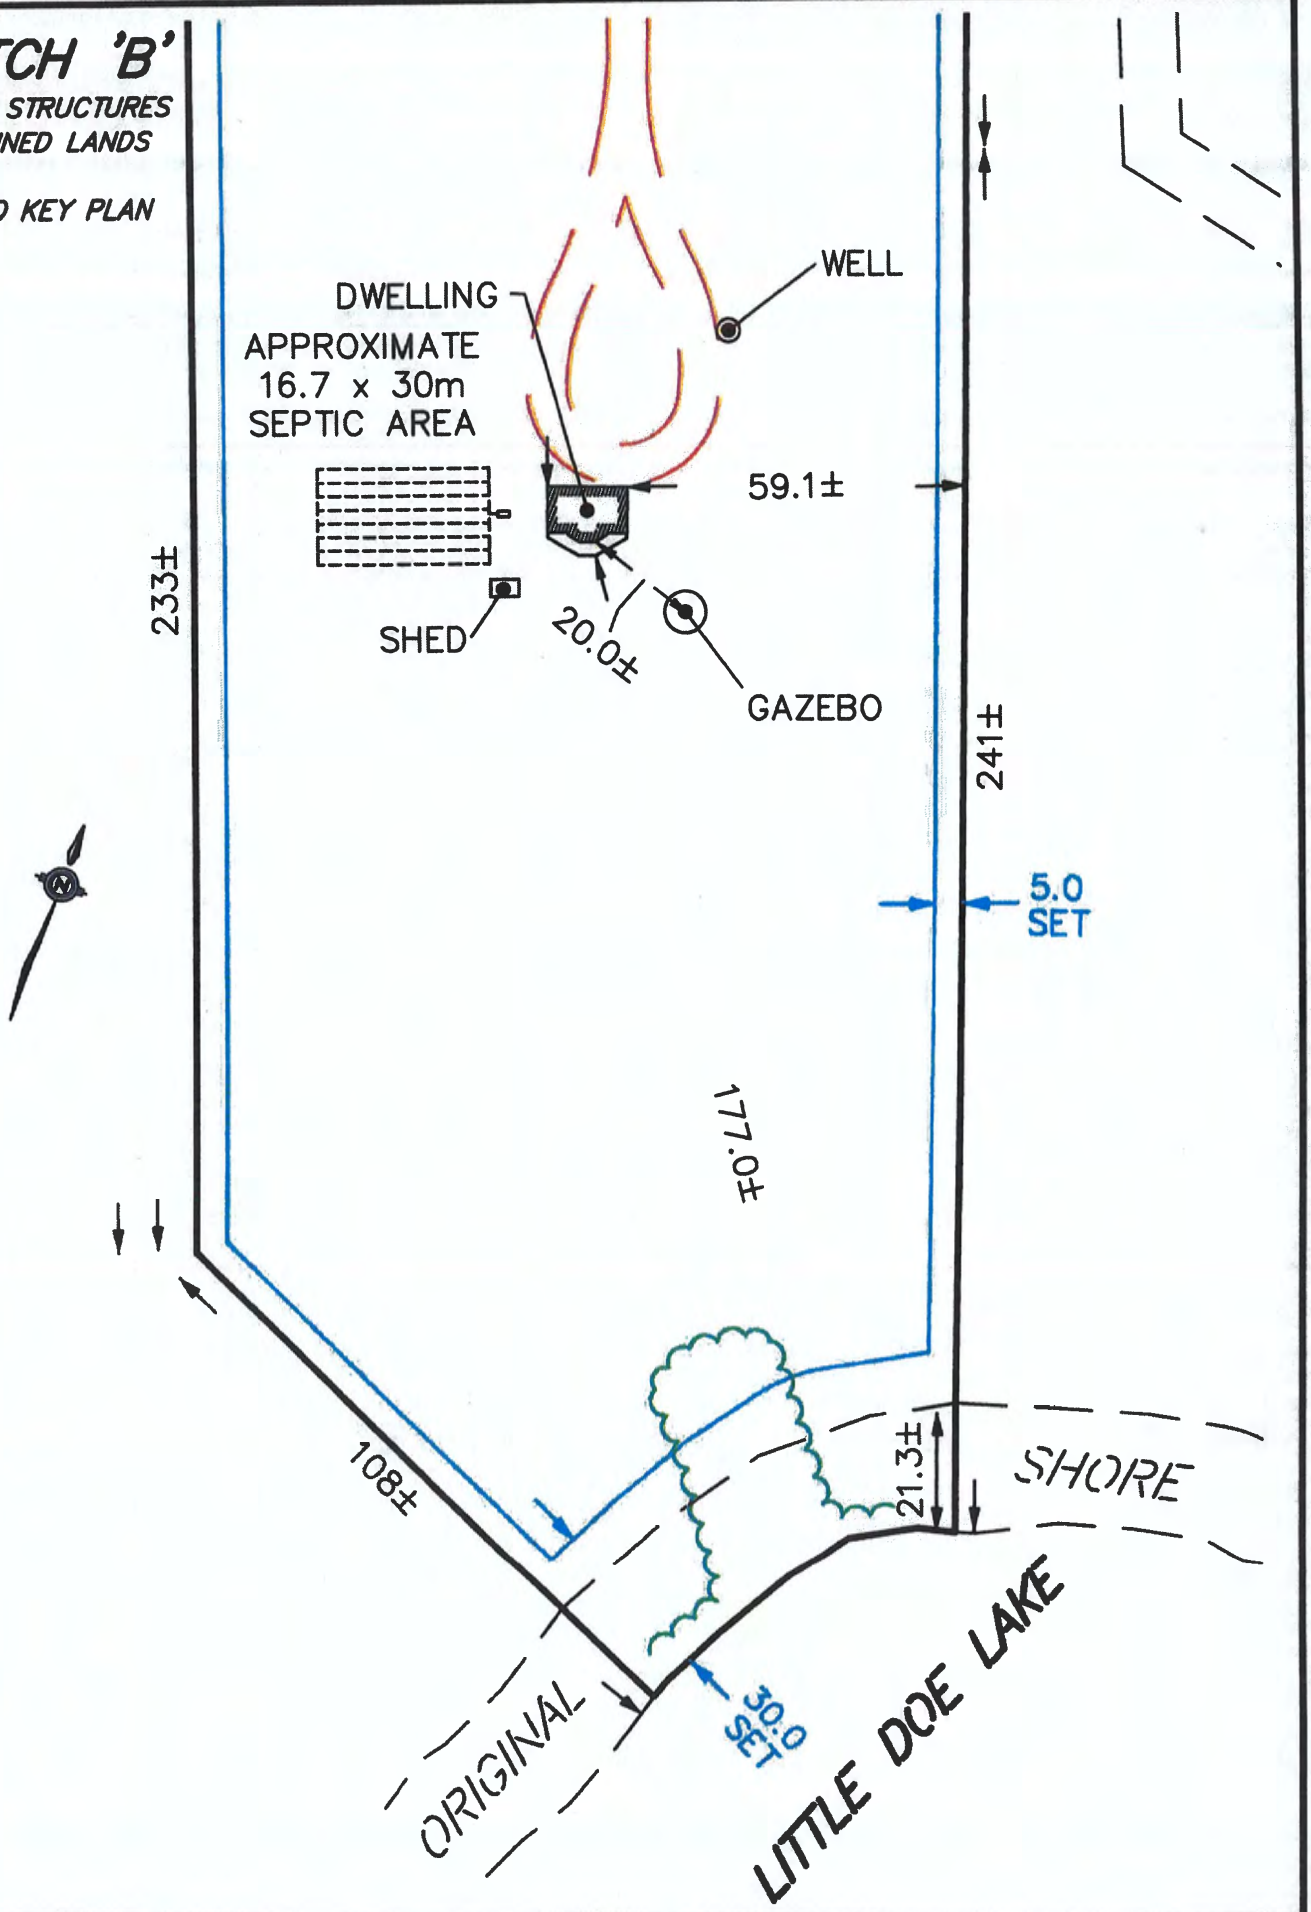 TCH 'B'
STRUCTURES
NED LANDS
KEY PLAN
WELL
DWELLING
APPROXIMATE
16.7 x 30m
SEPTIC AREA
59.1±
233±
SHED
20.0±
GAZEBO
241±
N
5.0
SET
177.0±
108±
21.3±
SHORE
ORIGINAL
30.0
SET
LITTLE DOE LAKE